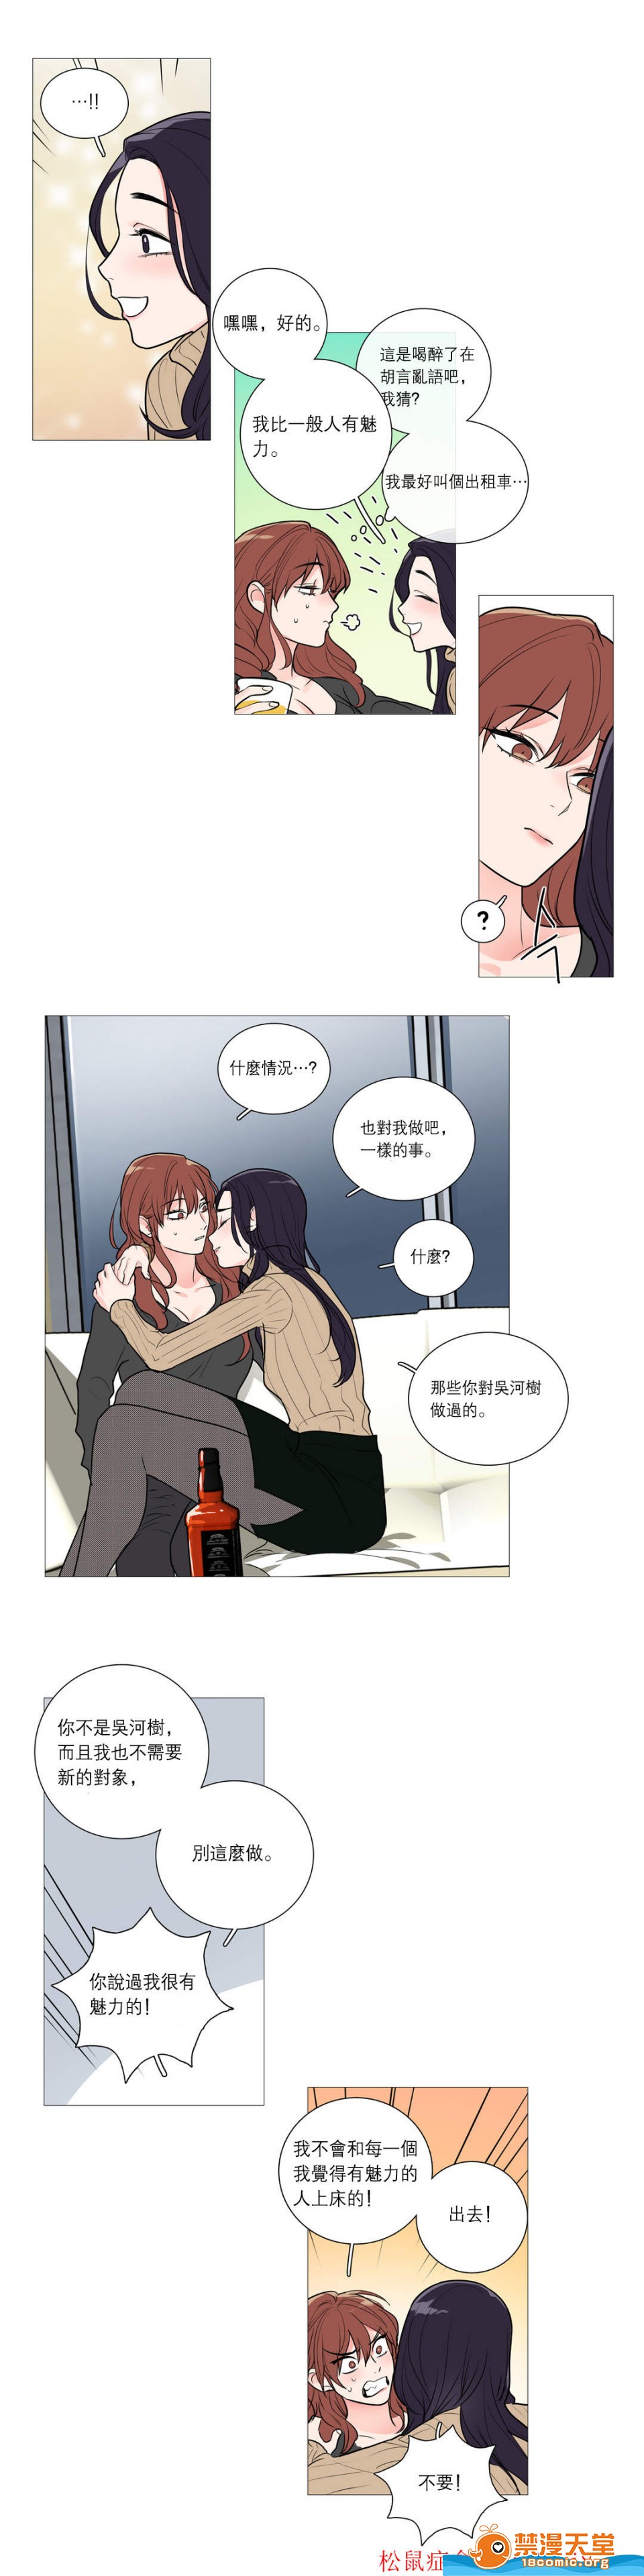 …!!
嘿嘿，好的。
我比一般人有魅
力。
這是喝醉了在
胡言亂語吧，
我猜?
我最好叫個出租車…
?
什麼情況…?
也對我做吧，
一樣的事。
什麼?
那些你對吳河樹
做過的。
你不是吳河樹，
而且我也不需要
新的對象，
別這麼做。
你說過我很有
魅力的!
我不會和每一個
我覺得有魅力的
人上床的!
出去!
不要!
松鼠症
禁漫天堂
18comic.org